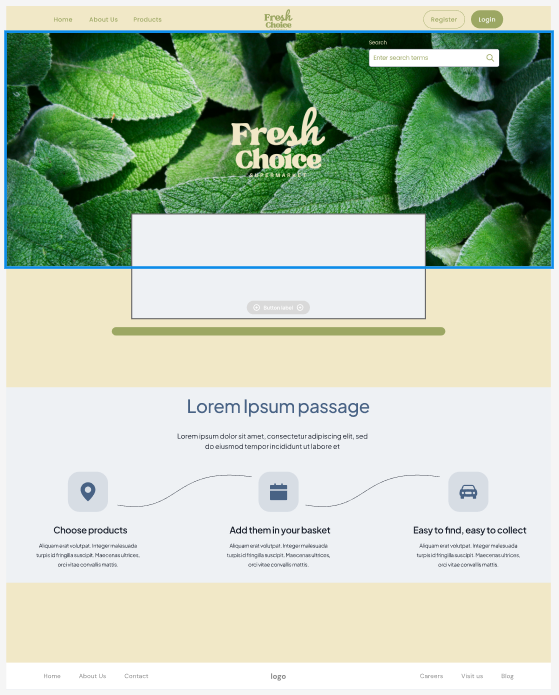 Home About Us Products
Fresh
Choice
Register Login
Search
Enter search terms
Fresh
Choice
SUPERMARKET
Button label
Lorem Ipsum passage
Lorem ipsum dolor sit amet, consectetur adipiscing elit, sed
do eiusmod tempor incididunt ut labore et
Choose products
Aliquam erat volutpat. Integer malesuada
turpis id fringilla suscipit. Maecenas ultrices,
orci vitae convallis mattis.
Add them in your basket
Aliquam erat volutpat. Integer malesuada
turpis id fringilla suscipit. Maecenas ultrices,
orci vitae convallis mattis.
Easy to find, easy to collect
Aliquam erat volutpat. Integer malesuada
turpis id fringilla suscipit. Maecenas ultrices,
orci vitae convallis mattis.
Home About Us Contact
logo
Careers Visit us Blog